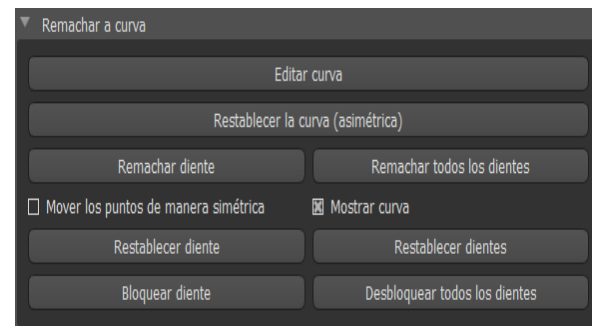 Remachar a curva
Editar curva
Restablecer la curva (asimétrica)
Remachar diente
Remachar todos los dientes
Mover los puntos de manera simétrica
Mostrar curva
Restablecer diente
Restablecer dientes
Bloquear diente
Desbloquear todos los dientes